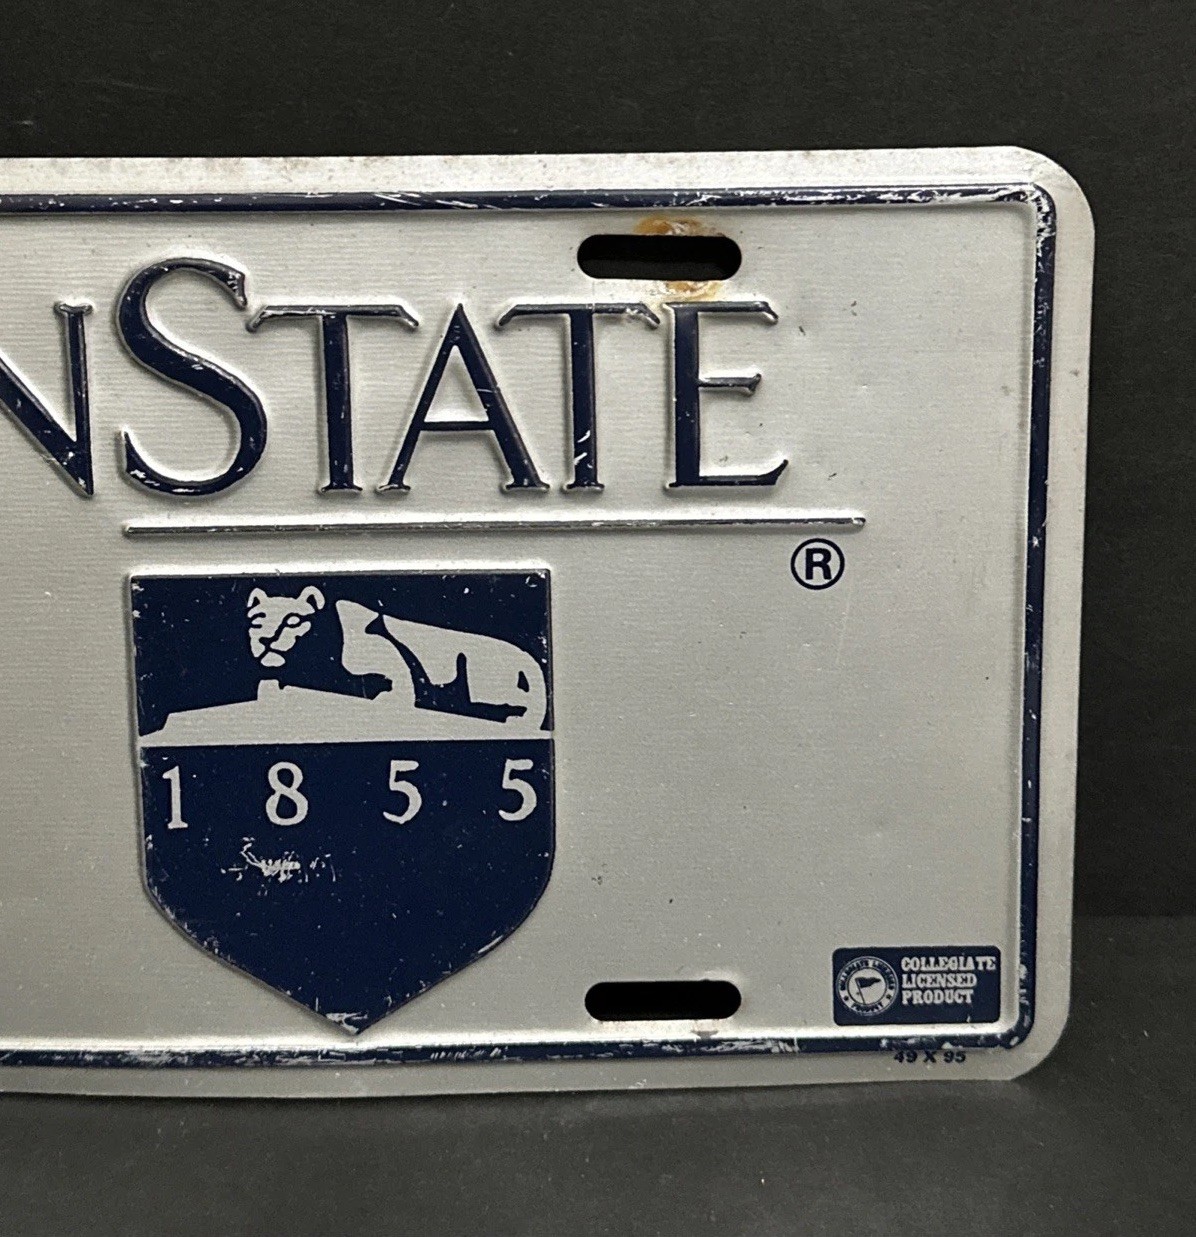 NSTATE
®
1855
COLLEGIATE
LICENSED
PRODUCT
49 X 95